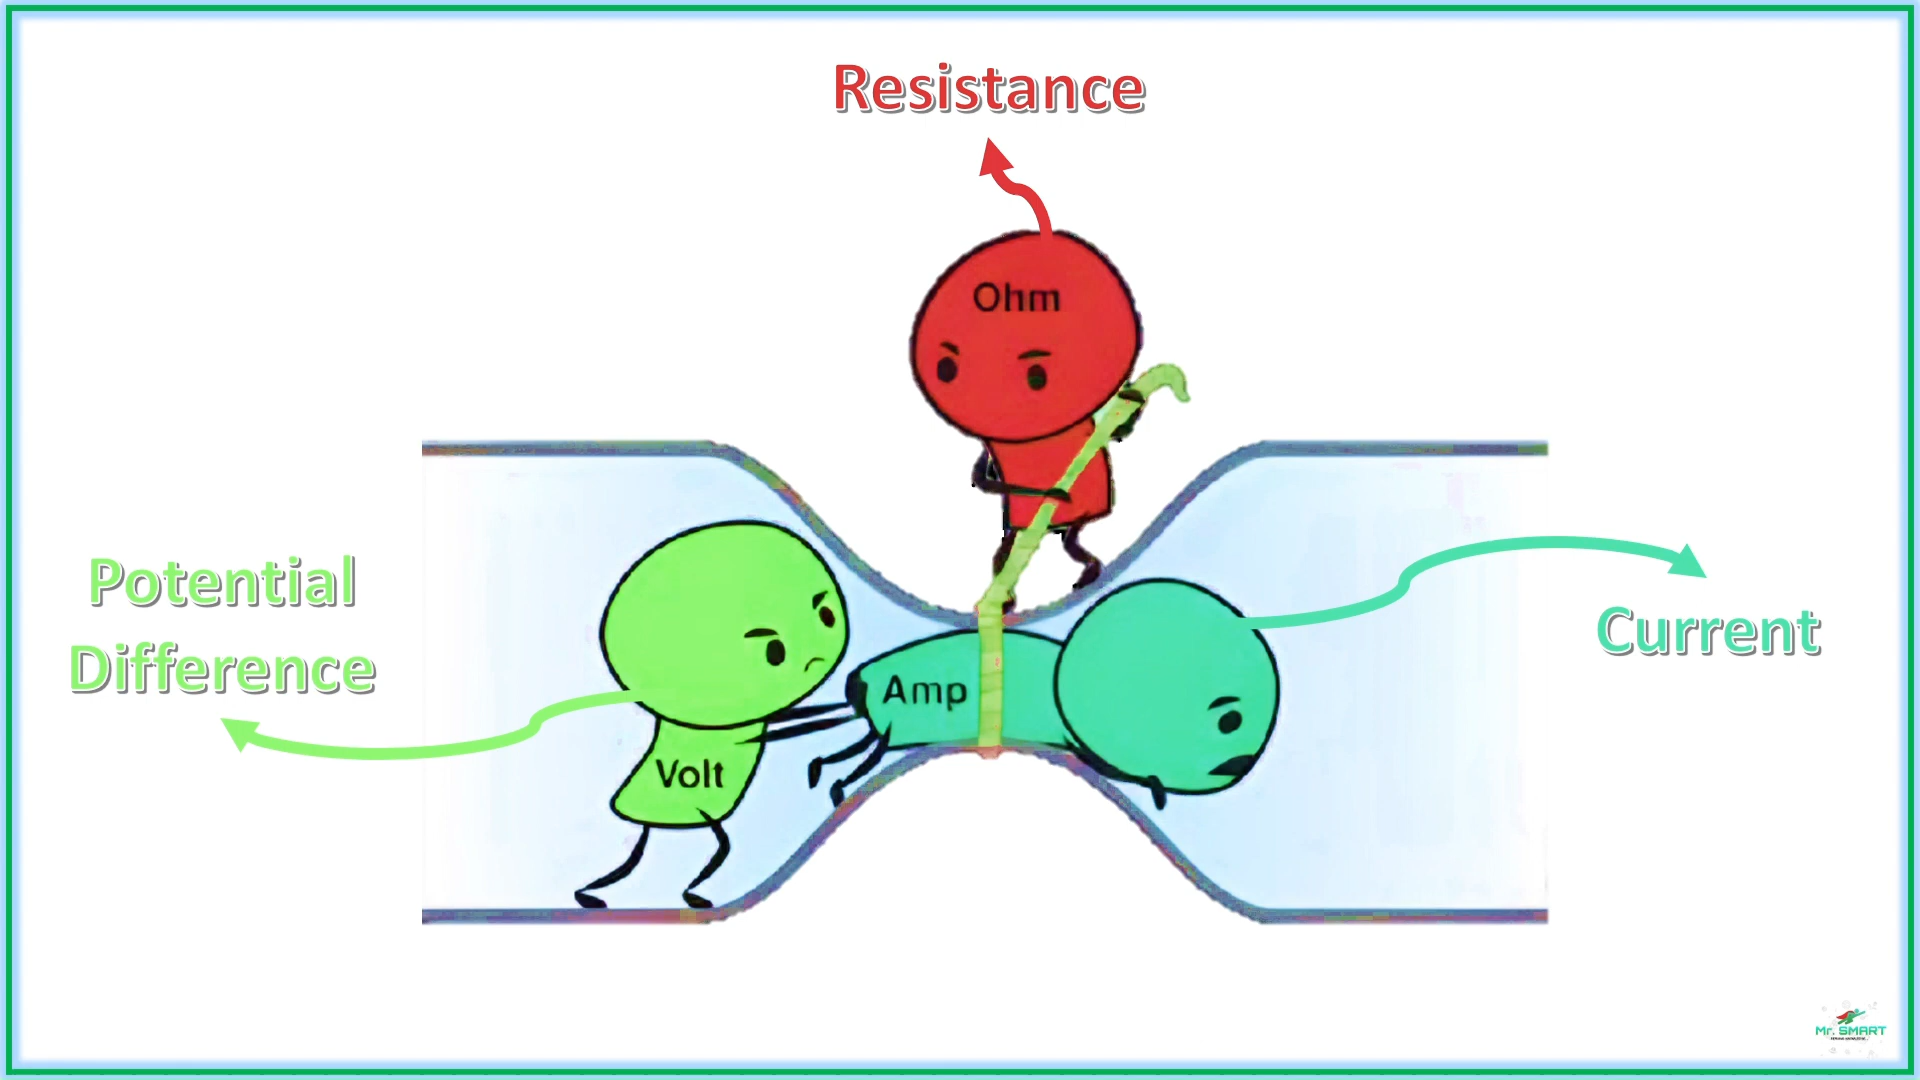 Resistance
Ohm
Potential
Difference
Current
Amp
Volt
Mr. SMART